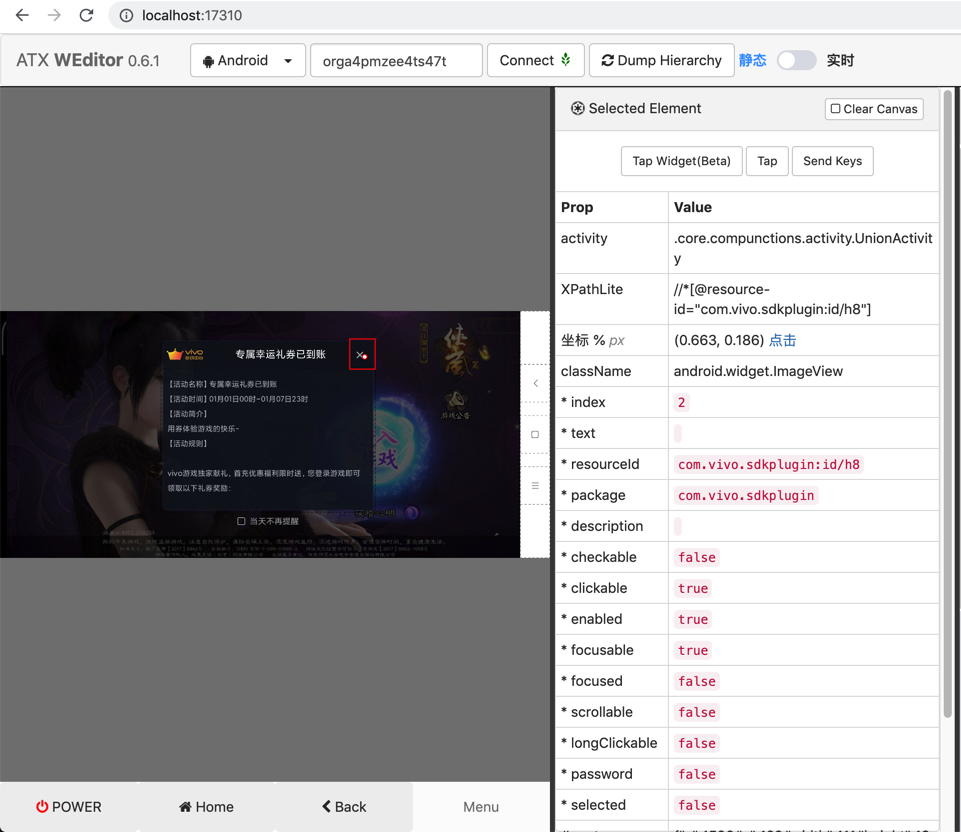 localhost:17310
ATX WEditor 0.6.1
Android
orga4pmzee4ts47t
Connect
Dump Hierarchy
静态
实时
vivo
专属幸运礼券已到账
【活动名称】专属幸运礼券已到账
【活动时间】01月01日00时-01月07日23时
【活动简介】
用券体验游戏的快乐~
【活动规则】
vivo游戏独家献礼，首充优惠福利限时送，您登录游戏即可
领取以下礼券奖励：
当天不再提醒
游戏公告
POWER
Home
Back
Menu
Selected Element
Clear Canvas
Tap Widget(Beta)
Tap
Send Keys
Prop Value
activity .core.compunctions.activity.UnionActivit
y
XPathLite //*[@resource-
id="com.vivo.sdkplugin:id/h8"]
坐标 % px (0.663, 0.186) 点击
className android.widget.ImageView
* index 2
* text
* resourceId com.vivo.sdkplugin:id/h8
* package com.vivo.sdkplugin
* description
* checkable false
* clickable true
* enabled true
* focusable true
* focused false
* scrollable false
* longClickable false
* password false
* selected false